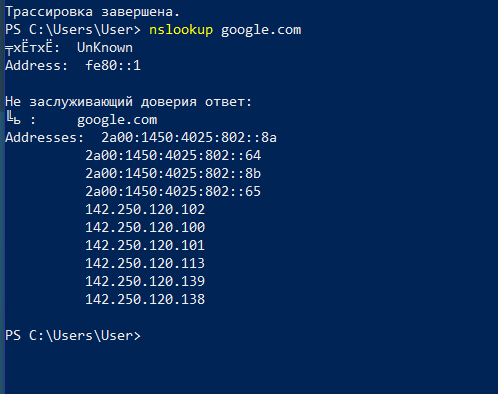 Трассировка завершена.
PS C:\Users\User> nslookup google.com
╤хЁтхЁ:  UnKnown
Address:  fe80::1
Не заслуживающий доверия ответ:
╚ь :     google.com
Addresses:  2a00:1450:4025:802::8a
2a00:1450:4025:802::64
2a00:1450:4025:802::8b
2a00:1450:4025:802::65
142.250.120.102
142.250.120.100
142.250.120.101
142.250.120.113
142.250.120.139
142.250.120.138
PS C:\Users\User>